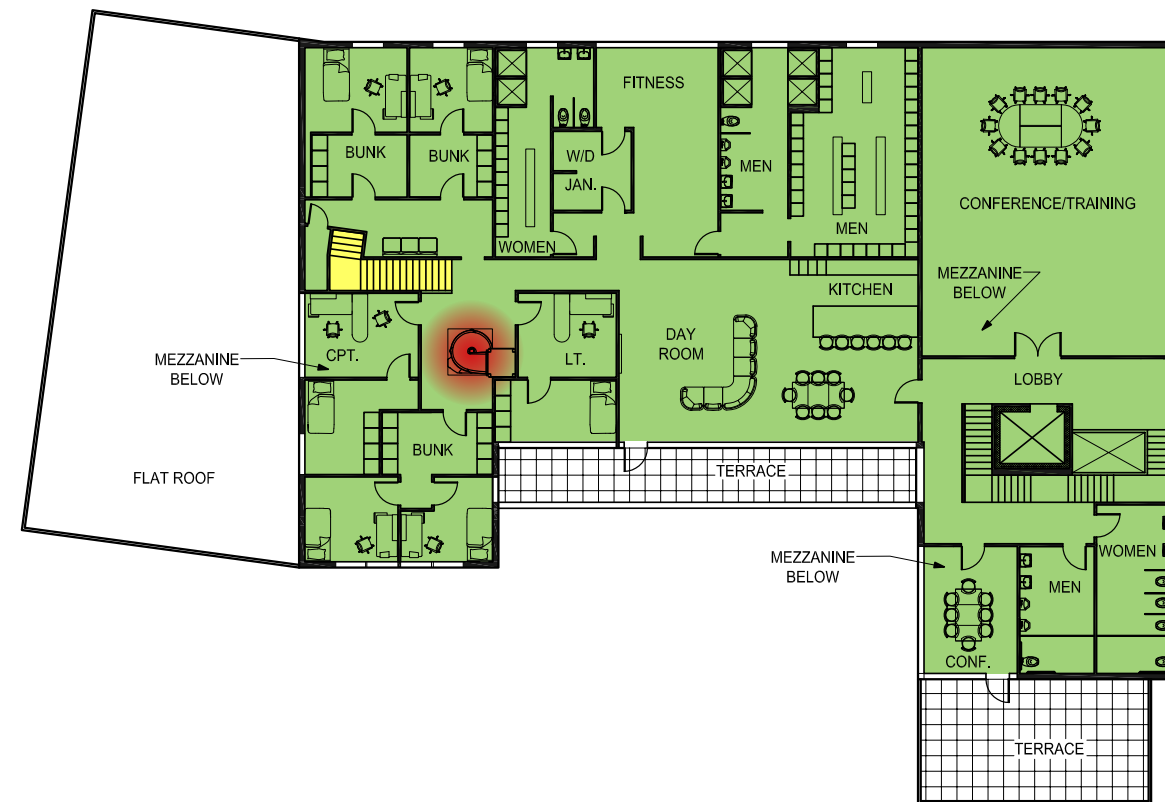 FITNESS
BUNK
BUNK
W/D
JAN.
MEN
WOMEN
MEN
CONFERENCE/TRAINING
MEZZANINE
BELOW
KITCHEN
DAY
ROOM
CPT.
LT.
MEZZANINE
BELOW
LOBBY
BUNK
FLAT ROOF
TERRACE
MEZZANINE
BELOW
WOMEN
MEN
CONF.
TERRACE